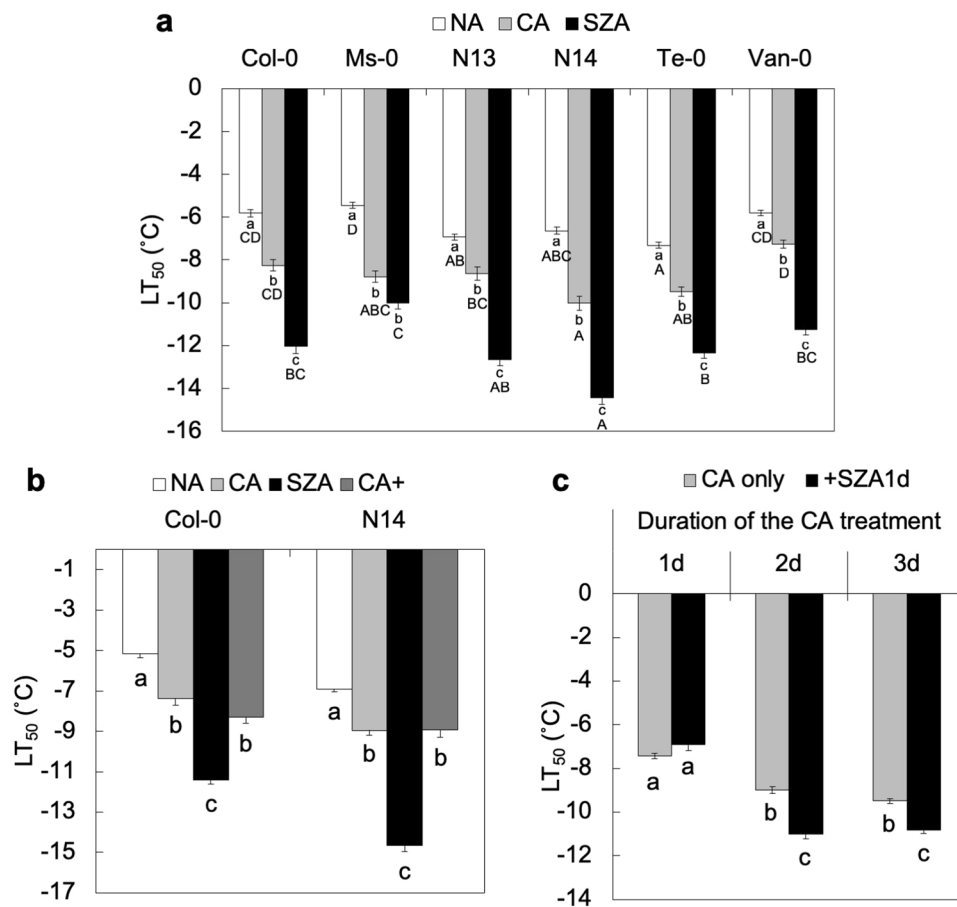 a
NA CA SZA
Col-0 Ms-0 N13 N14 Te-0 Van-0
0
-2
-4
-6
-8
-10
-12
-14
-16
LT50 (˚C)
a
CD
b
CD
c
BC
a
D
b
ABC
b
C
a
AB
b
BC
c
AB
a
ABC
b
A
c
A
a
A
b
AB
c
B
a
CD
b
D
c
BC
b
NA CA SZA CA+
Col-0 N14
-1
-3
-5
-7
-9
-11
-13
-15
-17
LT50 (˚C)
a b c b
a b c b
c
CA only +SZA1d
Duration of the CA treatment
1d 2d 3d
0
-2
-4
-6
-8
-10
-12
-14
LT50 (˚C)
a a b c b c